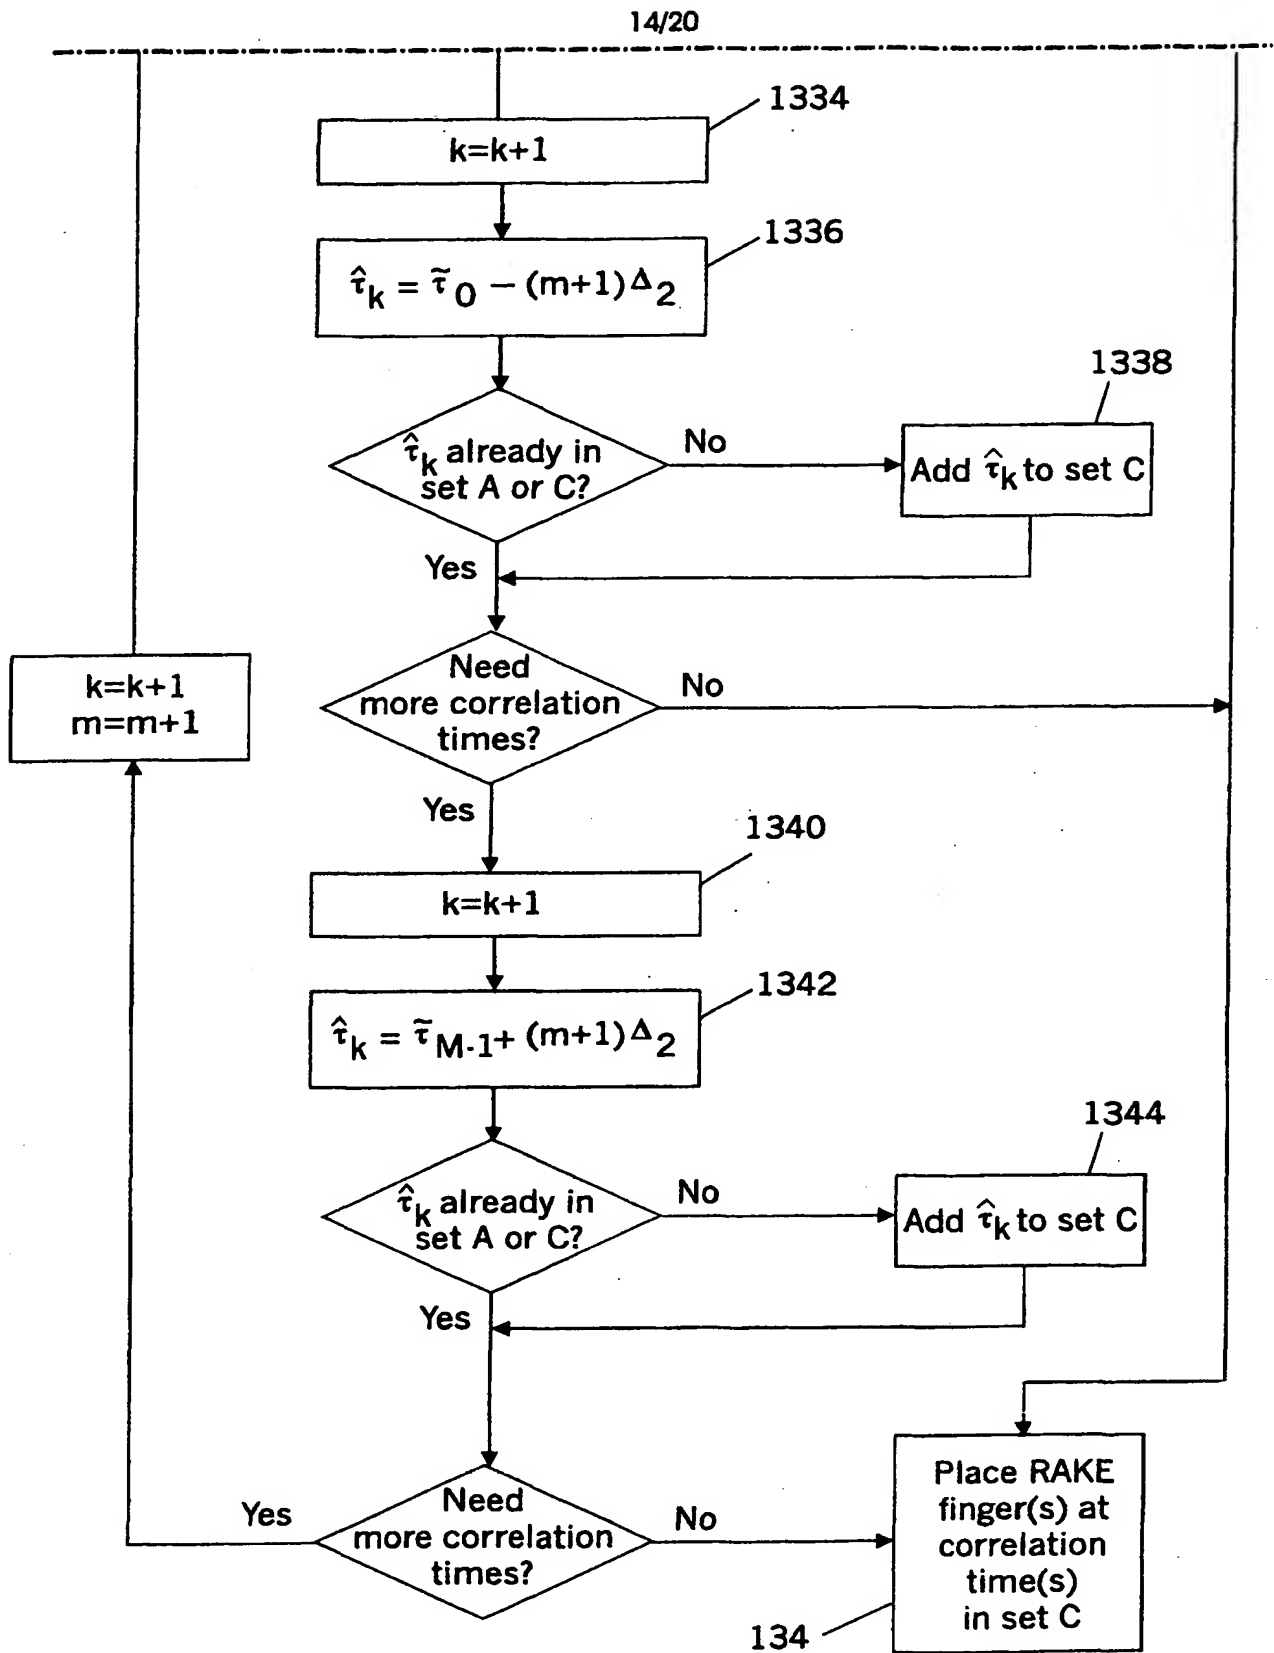 14/20
1334
k=k+1
1336
τ̂k = τ̃0 − (m+1)Δ2
1338
τ̂k already in
set A or C?
No
Add τ̂k to set C
Yes
Need
more correlation
times?
No
k=k+1
m=m+1
Yes
1340
k=k+1
1342
τ̂k = τ̃M-1+ (m+1)Δ2
1344
τ̂k already in
set A or C?
No
Add τ̂k to set C
Yes
Need
more correlation
times?
Yes
No
Place RAKE
finger(s) at
correlation
time(s)
in set C
134